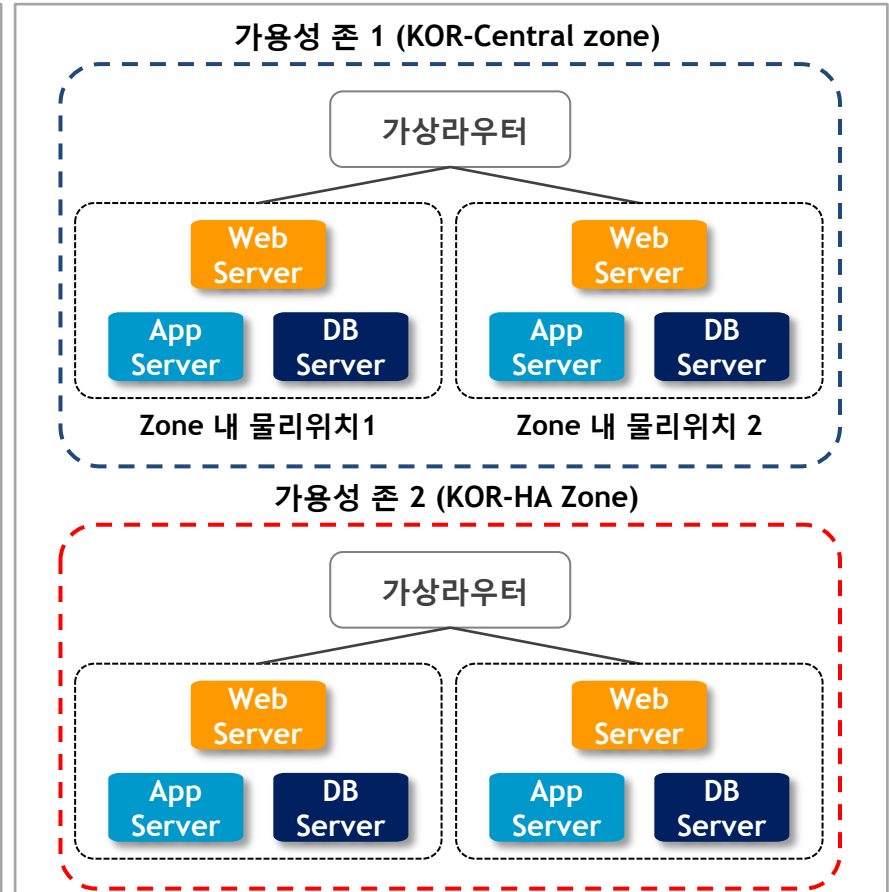 가용성 존 1 (KOR-Central zone)
가상라우터
Web
Server
App
Server
DB
Server
Web
Server
App
Server
DB
Server
Zone 내 물리위치1
Zone 내 물리위치 2
가용성 존 2 (KOR-HA Zone)
가상라우터
Web
Server
App
Server
DB
Server
Web
Server
App
Server
DB
Server